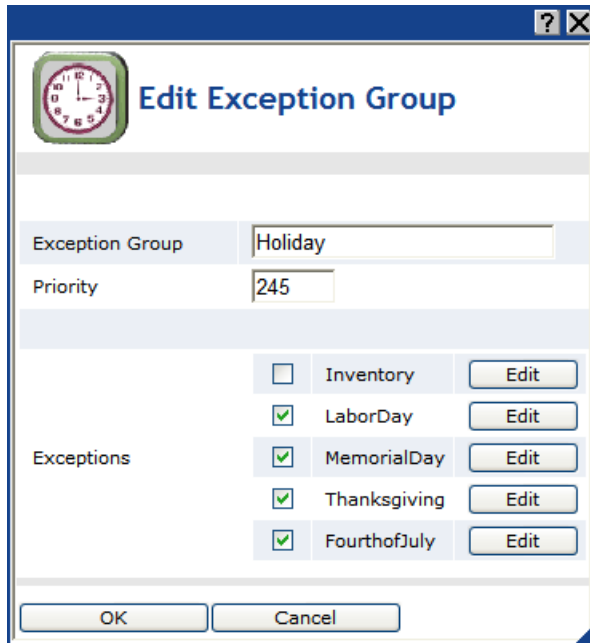 ? X
Edit Exception Group
Exception Group Holiday
Priority 245
Inventory Edit
LaborDay Edit
Exceptions MemorialDay Edit
Thanksgiving Edit
FourthofJuly Edit
OK Cancel